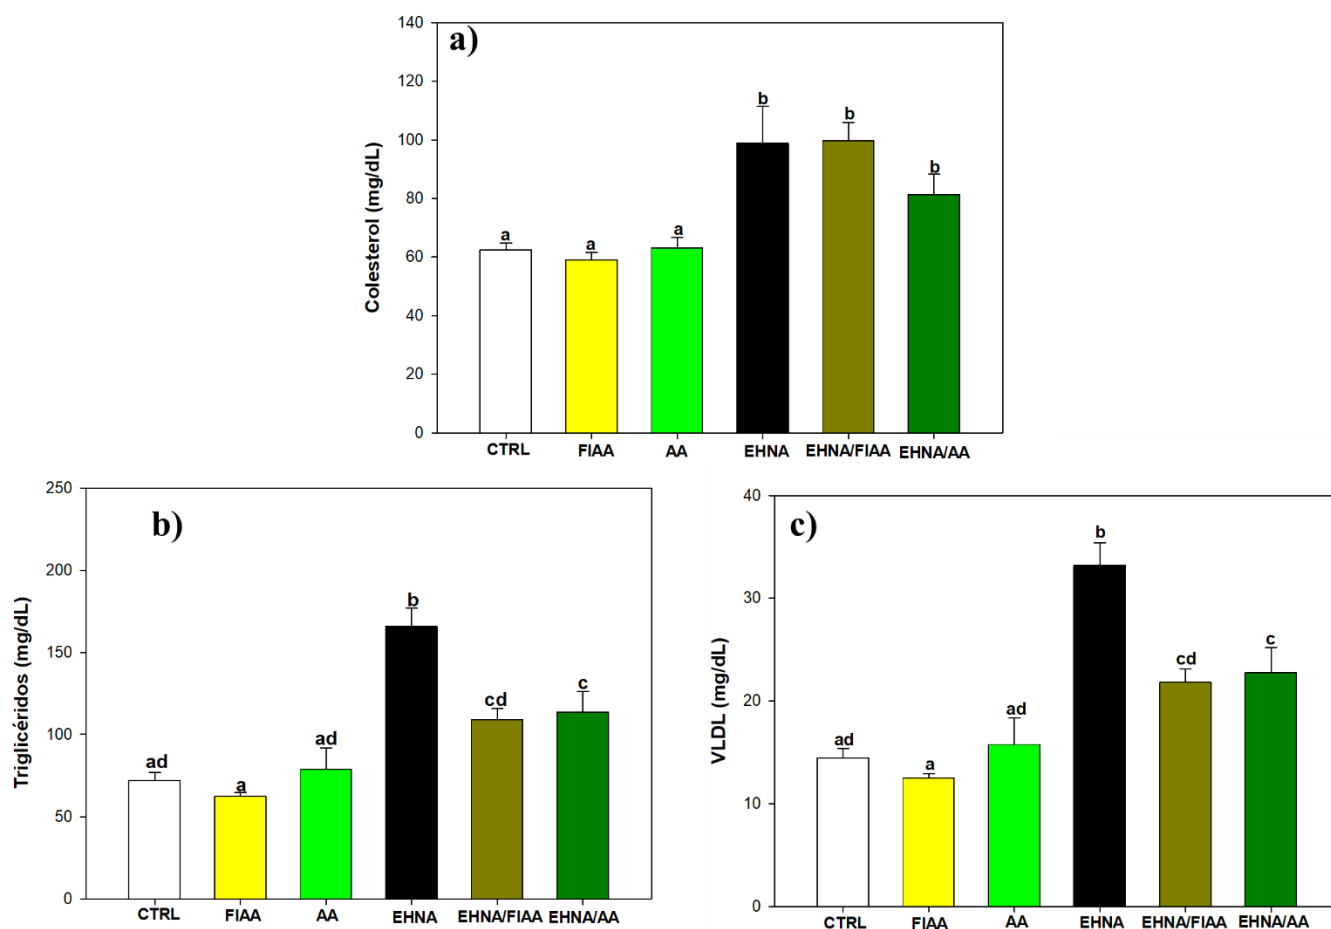 a)
Colesterol (mg/dL)
140
120
100
80
60
40
20
0
a
a
a
b
b
b
CTRL FIAA AA EHNA EHNA/FIAA EHNA/AA
b)
Triglicéridos (mg/dL)
250
200
150
100
50
0
ad
a
ad
b
cd
c
CTRL FIAA AA EHNA EHNA/FIAA EHNA/AA
c)
VLDL (mg/dL)
40
30
20
10
0
ad
a
ad
b
cd
c
CTRL FIAA AA EHNA EHNA/FIAA EHNA/AA